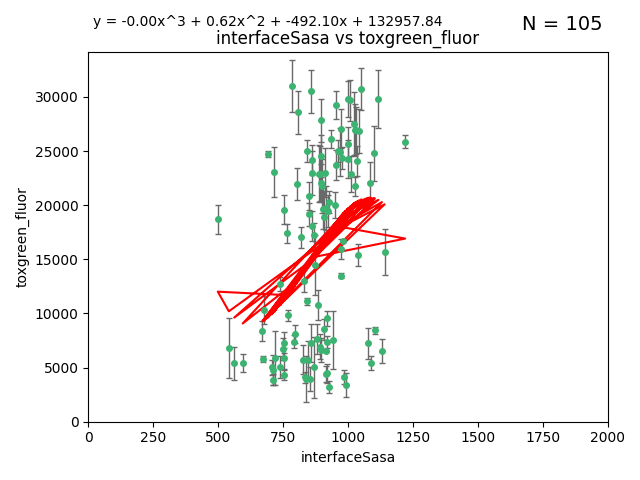 y = -0.00x^3 + 0.62x^2 + -492.10x + 132957.84
N = 105
interfaceSasa vs toxgreen_fluor
30000
25000
20000
15000
10000
5000
0
toxgreen_fluor
0 250 500 750 1000 1250 1500 1750 2000
interfaceSasa